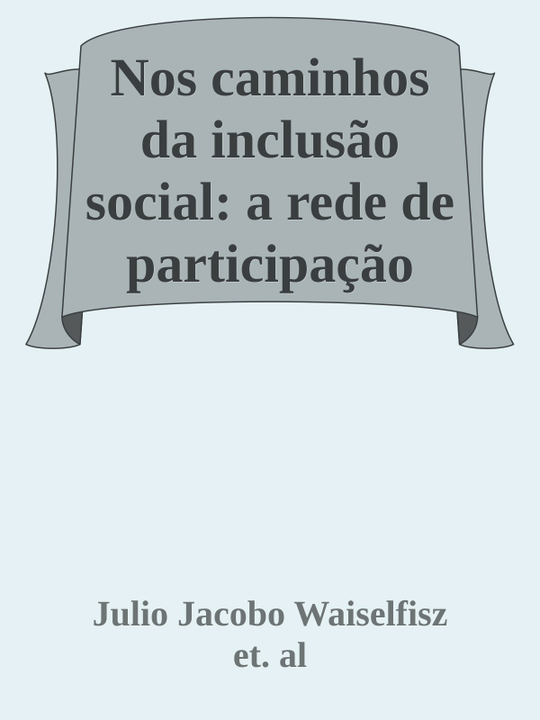 Nos caminhos
da inclusão
social: a rede de
participação
Julio Jacobo Waiselfisz
et. al